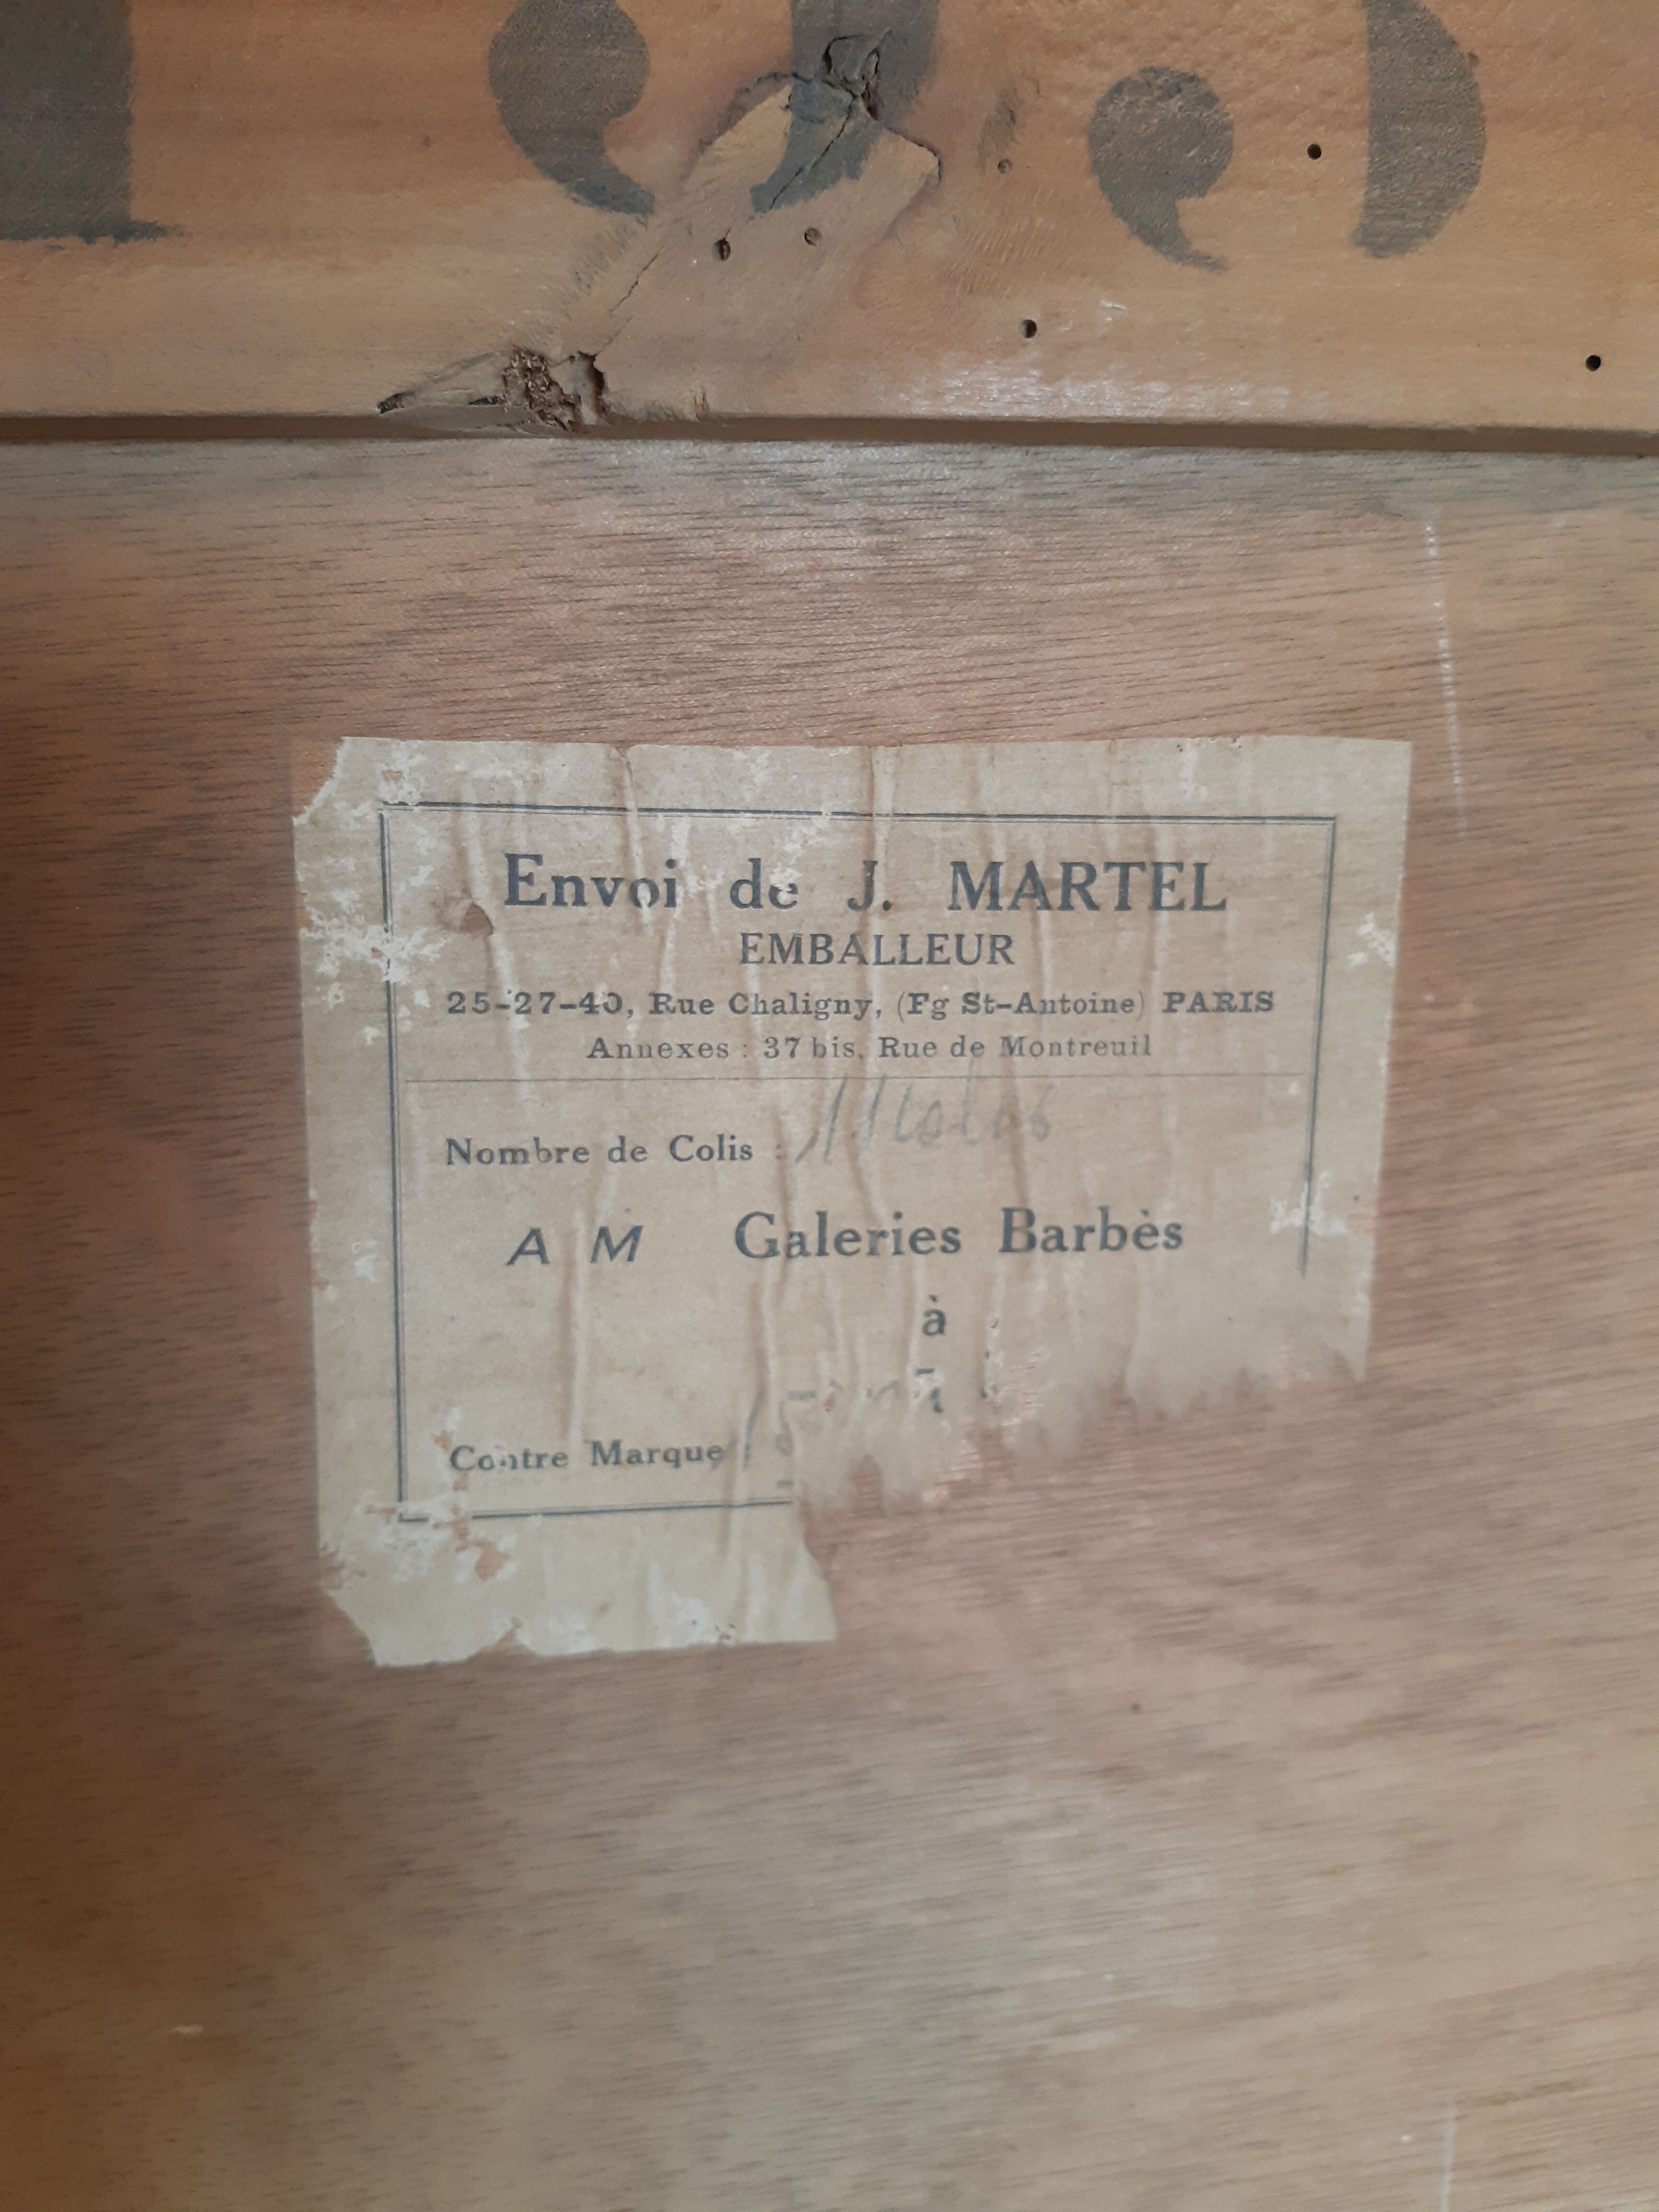 Envoi de J. MARTEL
EMBALLEUR
25-27-40, Rue Chaligny, (Fg St-Antoine) PARIS
Annexes : 37 bis, Rue de Montreuil
Nombre de Colis :
A M Galeries Barbès
à
Contre Marque